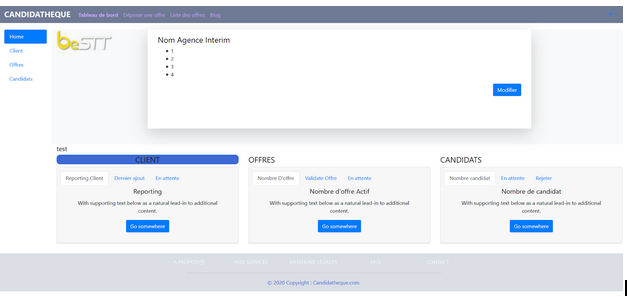 CANDIDATHEQUE Tableau de bord Déposer une offre Liste des offres Blog
Home
Client
Offres
Candidats
beSTT
Nom Agence Interim
1
2
3
4
Modifier
test
CLIENT OFFRES CANDIDATS
Reporting Client Dernier ajout En attente Nombre D'offre Validate Offre En attente Nombre candidat En attente Rejeter
Reporting Nombre d'offre Actif Nombre de candidat
With supporting text below as a natural lead-in to additional With supporting text below as a natural lead-in to additional With supporting text below as a natural lead-in to additional
content. content. content.
Go somewhere Go somewhere Go somewhere
NOS SERVICES MENTIONS LEGALES CONTACT
© 2020 Copyright : Candidatheque.com